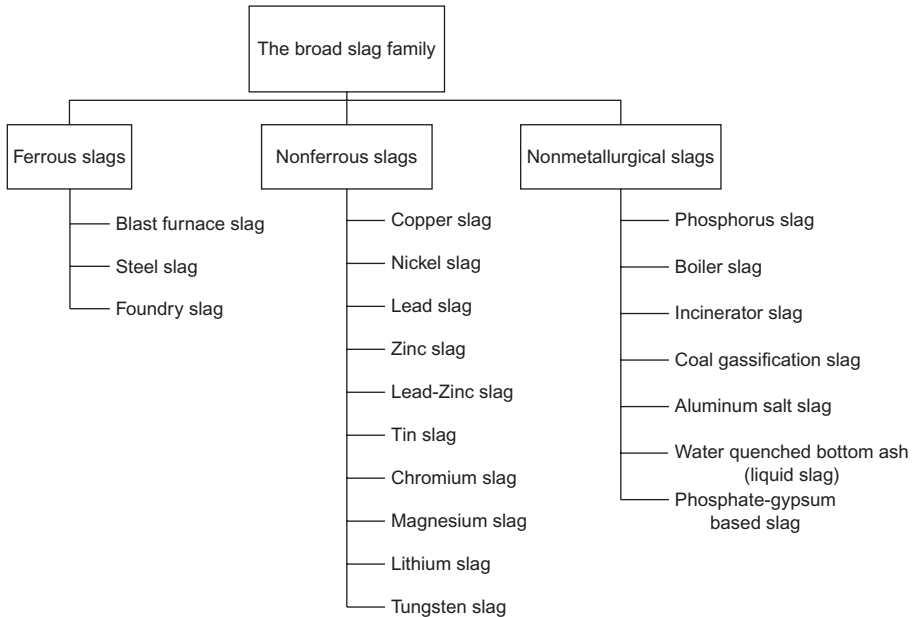 The broad slag family
Ferrous slags
Nonferrous slags
Nonmetallurgical slags
Blast furnace slag
Steel slag
Foundry slag
Copper slag
Nickel slag
Lead slag
Zinc slag
Lead-Zinc slag
Tin slag
Chromium slag
Magnesium slag
Lithium slag
Tungsten slag
Phosphorus slag
Boiler slag
Incinerator slag
Coal gassification slag
Aluminum salt slag
Water quenched bottom ash
(liquid slag)
Phosphate-gypsum
based slag